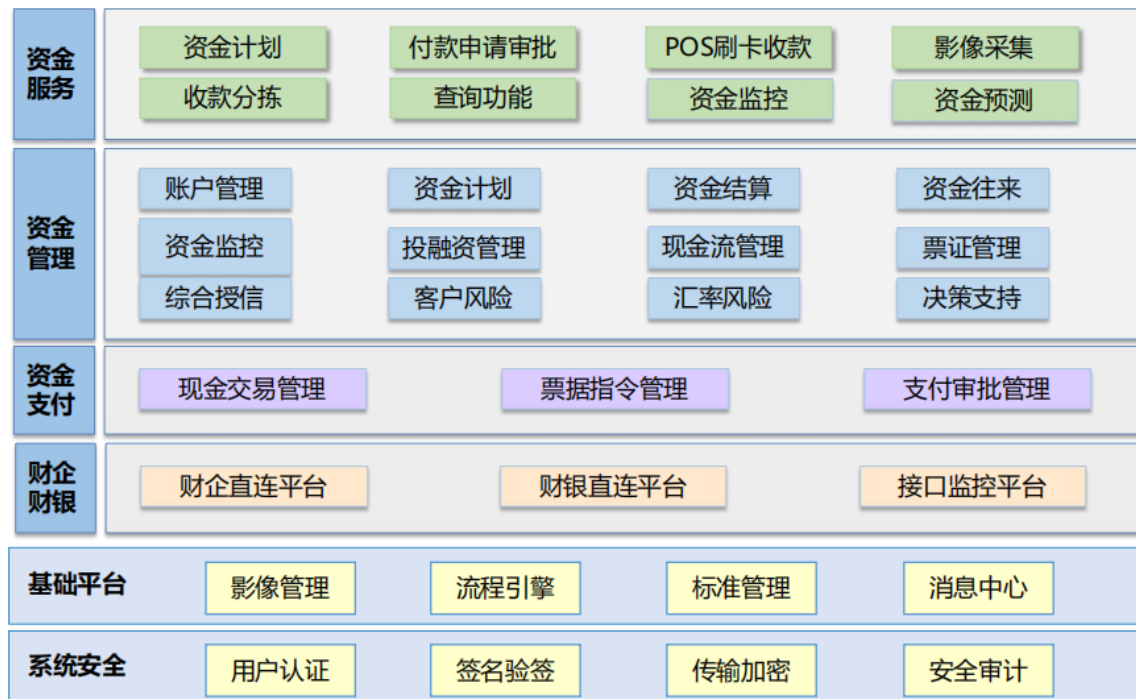 资金
服务
资金计划 付款申请审批 POS刷卡收款 影像采集
收款分拣 查询功能 资金监控 资金预测
资金
管理
账户管理 资金计划 资金结算 资金往来
资金监控 投融资管理 现金流管理 票证管理
综合授信 客户风险 汇率风险 决策支持
资金
支付
现金交易管理 票据指令管理 支付审批管理
财企
财银
财企直连平台 财银直连平台 接口监控平台
基础平台 影像管理 流程引擎 标准管理 消息中心
系统安全 用户认证 签名验签 传输加密 安全审计